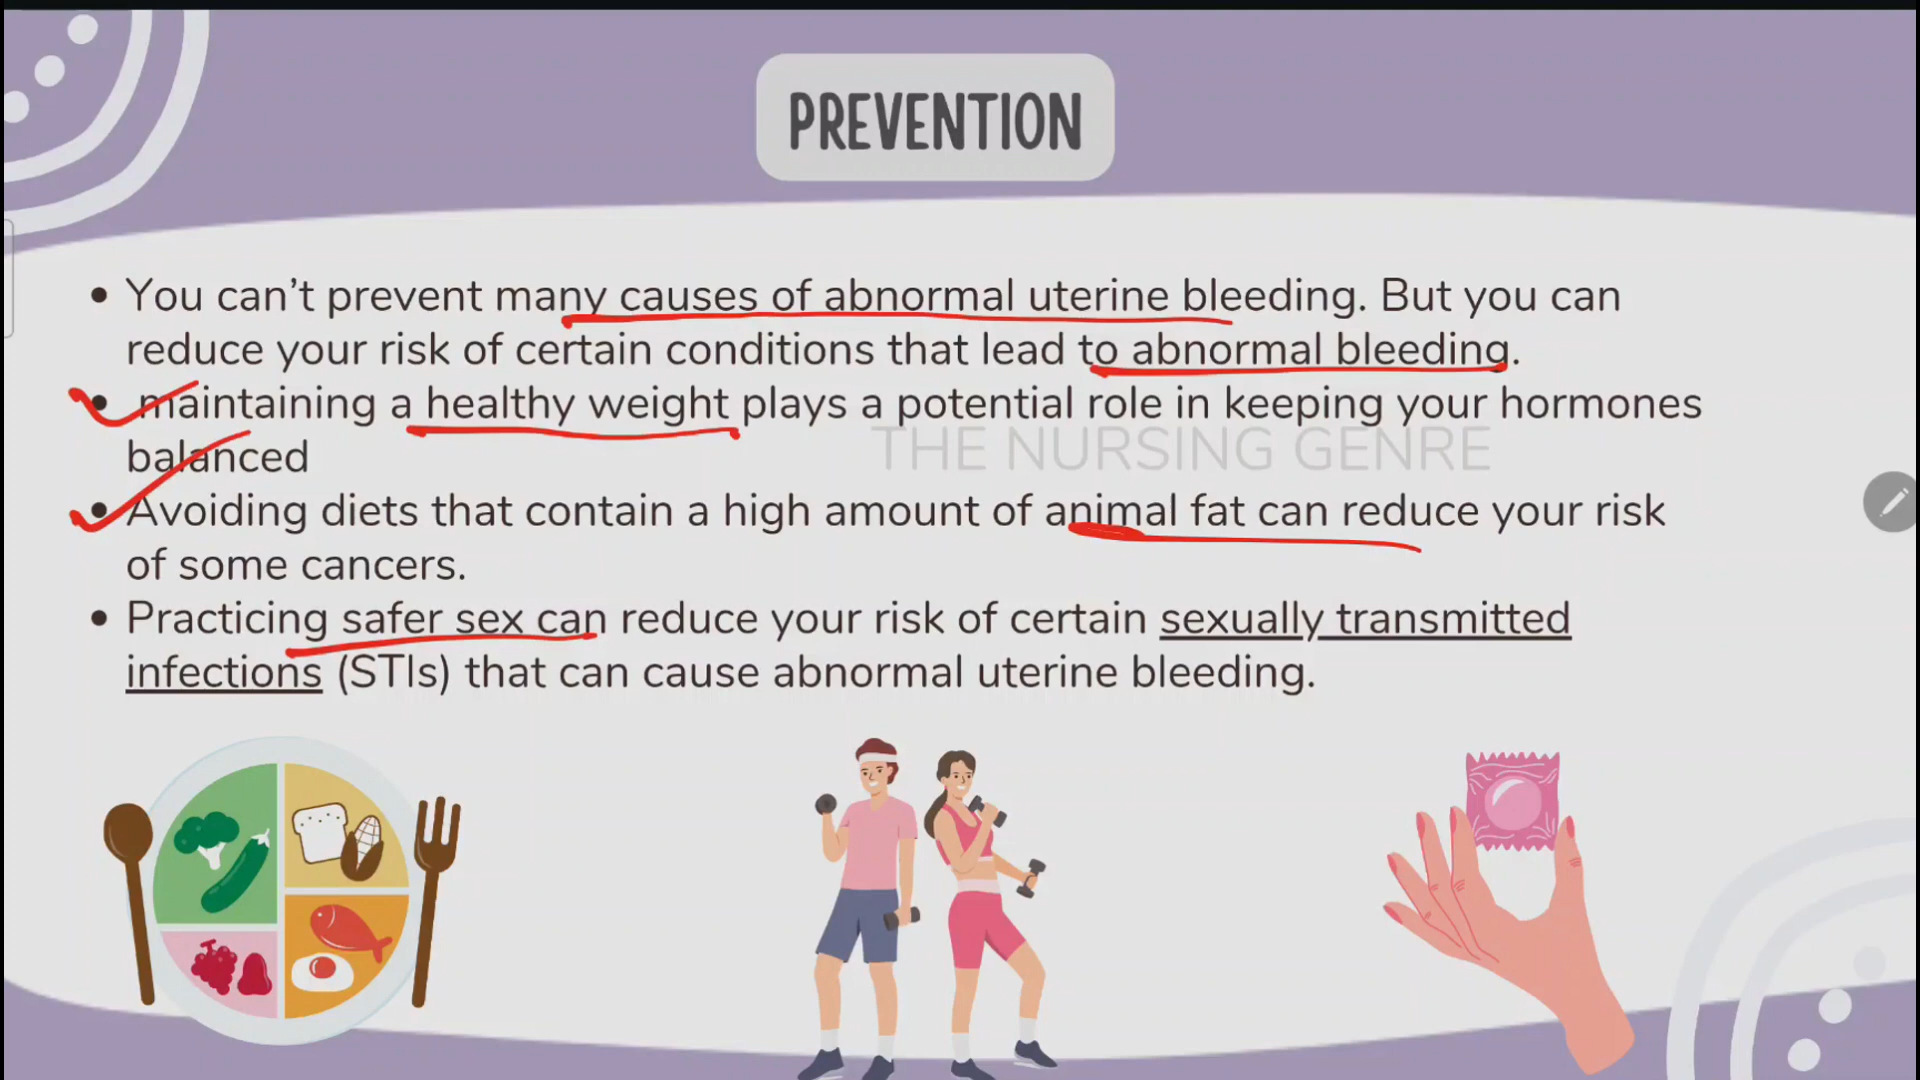 PREVENTION
• You can’t prevent many causes of abnormal uterine bleeding. But you can
reduce your risk of certain conditions that lead to abnormal bleeding.
• maintaining a healthy weight plays a potential role in keeping your hormones
balanced
THE NURSING GENRE
• Avoiding diets that contain a high amount of animal fat can reduce your risk
of some cancers.
• Practicing safer sex can reduce your risk of certain sexually transmitted
infections (STIs) that can cause abnormal uterine bleeding.